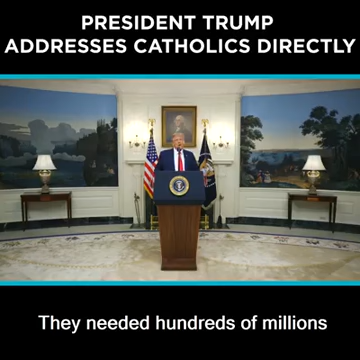 PRESIDENT TRUMP
ADDRESSES CATHOLICS DIRECTLY
They needed hundreds of millions